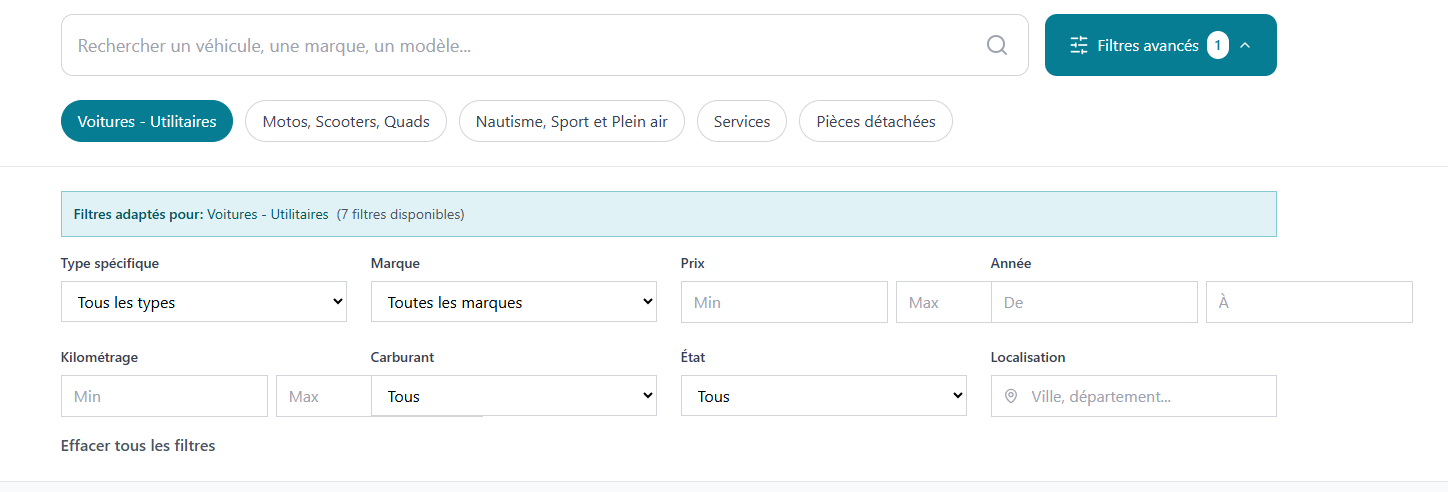 Rechercher un véhicule, une marque, un modèle...
Filtres avancés 1
Voitures - Utilitaires
Motos, Scooters, Quads
Nautisme, Sport et Plein air
Services
Pièces détachées
Filtres adaptés pour: Voitures - Utilitaires (7 filtres disponibles)
Type spécifique
Marque
Prix
Année
Tous les types
Toutes les marques
Min
Max
De
À
Kilométrage
Carburant
État
Localisation
Min
Max
Tous
Tous
Ville, département...
Effacer tous les filtres